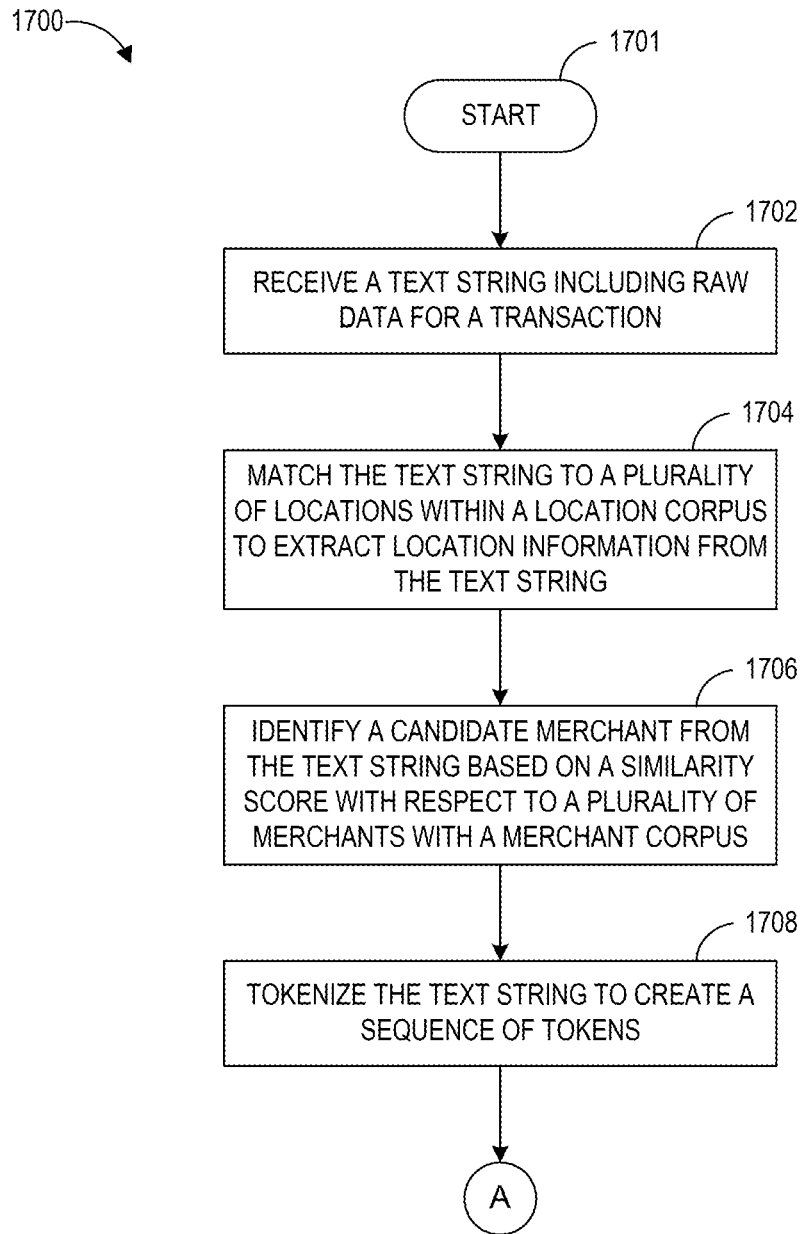 1700
1701
START
1702
RECEIVE A TEXT STRING INCLUDING RAW
DATA FOR A TRANSACTION
1704
MATCH THE TEXT STRING TO A PLURALITY
OF LOCATIONS WITHIN A LOCATION CORPUS
TO EXTRACT LOCATION INFORMATION FROM
THE TEXT STRING
1706
IDENTIFY A CANDIDATE MERCHANT FROM
THE TEXT STRING BASED ON A SIMILARITY
SCORE WITH RESPECT TO A PLURALITY OF
MERCHANTS WITH A MERCHANT CORPUS
1708
TOKENIZE THE TEXT STRING TO CREATE A
SEQUENCE OF TOKENS
A